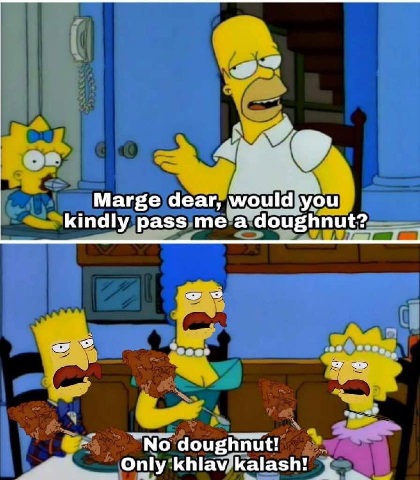 Marge dear, would you
kindly pass me a doughnut?
No doughnut!
Only khlav kalash!